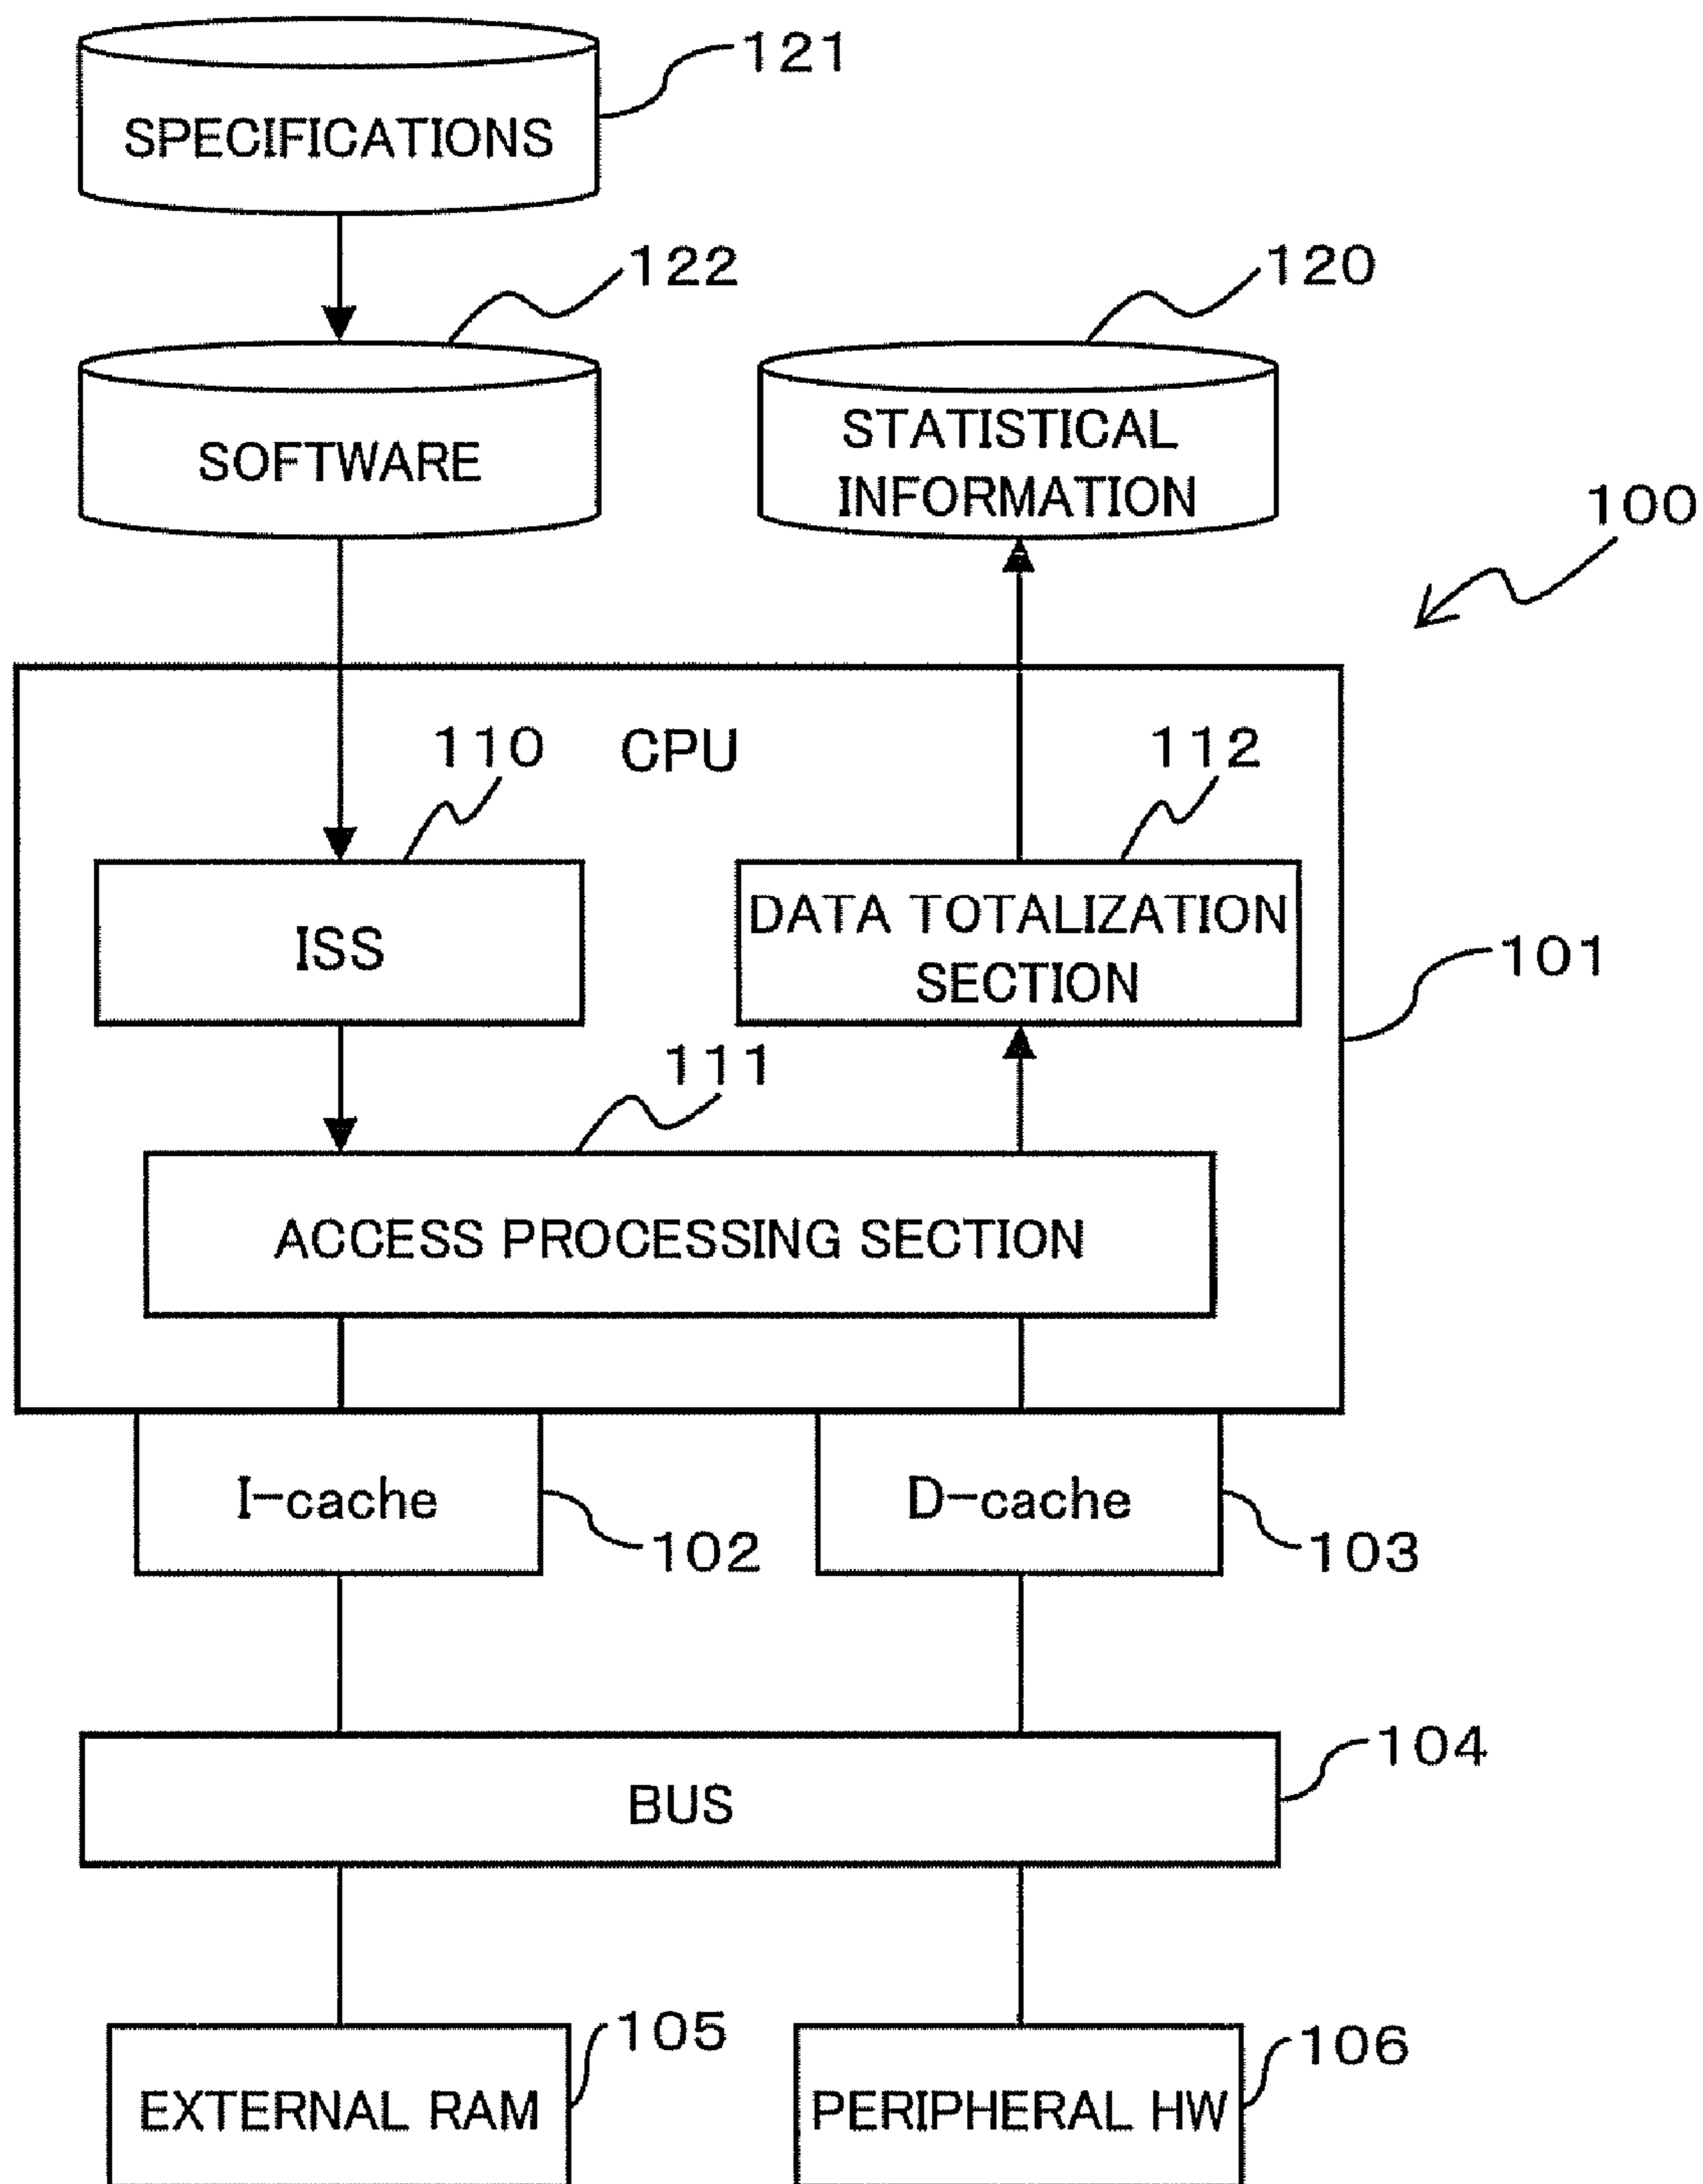 121
SPECIFICATIONS
122
120
SOFTWARE
STATISTICAL
INFORMATION
100
110
CPU
112
ISS
DATA TOTALIZATION
SECTION
101
111
ACCESS PROCESSING SECTION
I-cache
102
D-cache
103
104
BUS
105
106
EXTERNAL RAM
PERIPHERAL HW